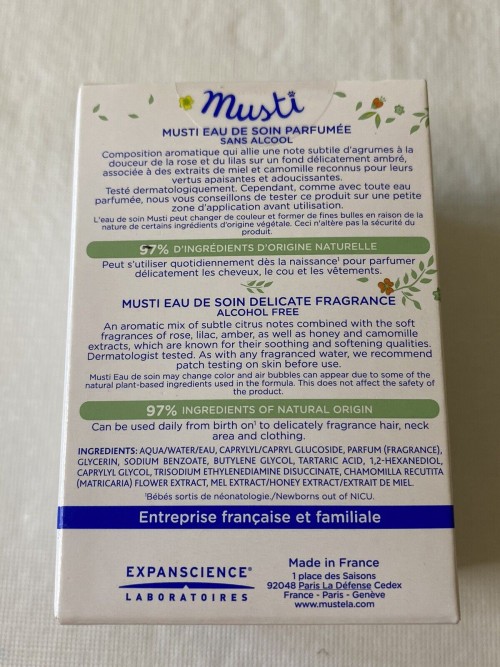 Musti
MUSTI EAU DE SOIN PARFUMÉE
SANS ALCOOL
Composition aromatique qui allie une note subtile d'agrumes à la
douceur de la rose et du lilas sur un fond délicatement ambré,
associée à des extraits de miel et camomille reconnus pour leurs
vertus apaisantes et adoucissantes.
Testé dermatologiquement. Cependant, comme avec toute eau
parfumée, nous vous conseillons de tester ce produit sur une petite
zone d'application avant utilisation.
L'eau de soin Musti peut changer de couleur et former de fines bulles en raison de la
nature de certains ingrédients d'origine végétale. Ceci n'altère pas la sécurité du
produit.
97% D'INGRÉDIENTS D'ORIGINE NATURELLE
Peut s'utiliser quotidiennement dès la naissance¹ pour parfumer
délicatement les cheveux, le cou et les vêtements.
MUSTI EAU DE SOIN DELICATE FRAGRANCE
ALCOHOL FREE
An aromatic mix of subtle citrus notes combined with the soft
fragrances of rose, lilac, amber, as well as honey and camomille
extracts, which are known for their soothing and softening qualities.
Dermatologist tested. As with any fragranced water, we recommend
patch testing on skin before use.
Musti Eau de soin may change color and air bubbles can appear due to some of the
natural plant-based ingredients used in the formula. This does not affect the safety of
the product.
97% INGREDIENTS OF NATURAL ORIGIN
Can be used daily from birth on¹ to delicately fragrance hair, neck
area and clothing.
INGREDIENTS: AQUA/WATER/EAU, CAPRYLYL/CAPRYL GLUCOSIDE, PARFUM (FRAGRANCE),
GLYCERIN, SODIUM BENZOATE, BUTYLENE GLYCOL, TARTARIC ACID, 1,2-HEXANEDIOL,
CAPRYLYL GLYCOL, TRISODIUM ETHYLENEDIAMINE DISUCCINATE, CHAMOMILLA RECUTITA
(MATRICARIA) FLOWER EXTRACT, MEL EXTRACT/HONEY EXTRACT/EXTRAIT DE MIEL.
¹Bébés sortis de néonatologie./Newborns out of NICU.
Entreprise française et familiale
EXPANSCIENCE®
LABORATOIRES
Made in France
1 place des Saisons
92048 Paris La Défense Cedex
France - Paris - Genève
www.mustela.com